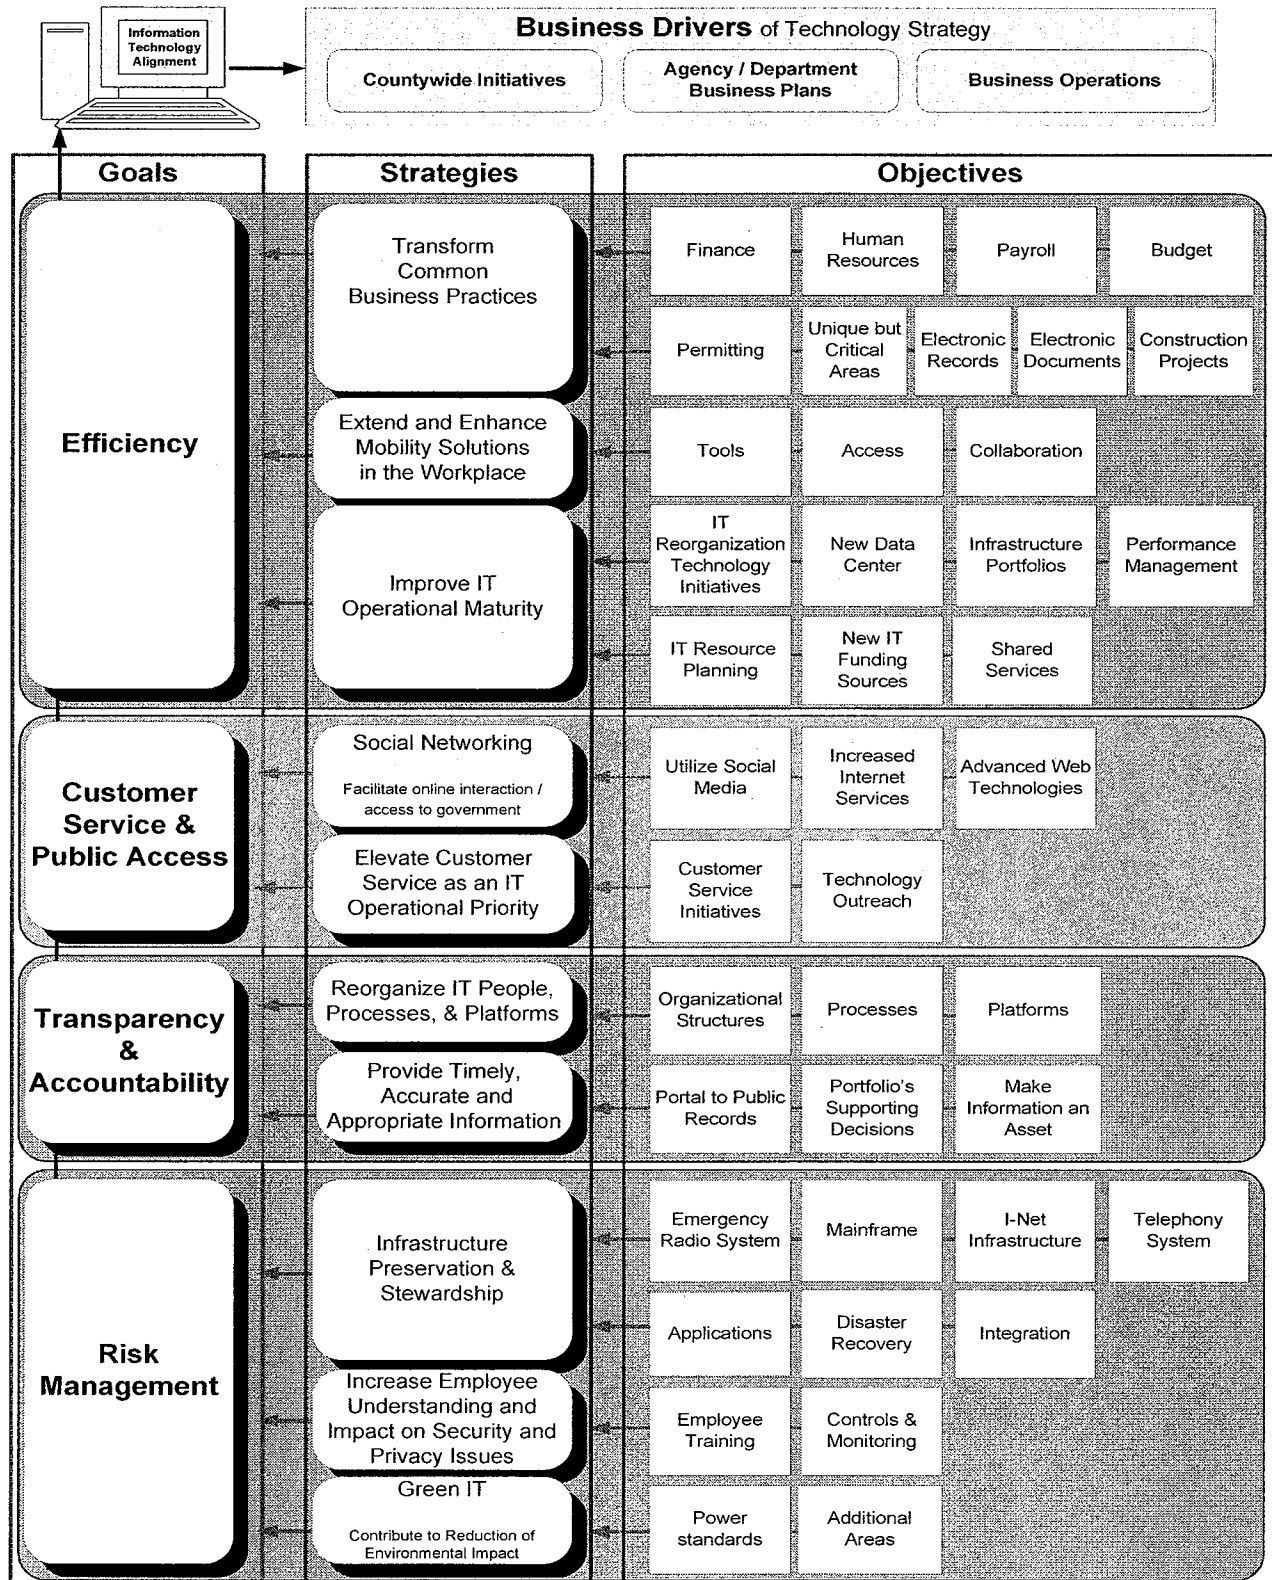 Information
Technology
Alignment
Business Drivers of Technology Strategy
Countywide Initiatives
Agency / Department
Business Plans
Business Operations
Goals
Strategies
Objectives
Efficiency
Transform
Common
Business Practices
Finance
Human
Resources
Payroll
Budget
Permitting
Unique but
Critical
Areas
Electronic
Records
Electronic
Documents
Construction
Projects
Extend and Enhance
Mobility Solutions
in the Workplace
Tools
Access
Collaboration
Improve IT
Operational Maturity
IT
Reorganization
Technology
Initiatives
New Data
Center
Infrastructure
Portfolios
Performance
Management
IT Resource
Planning
New IT
Funding
Sources
Shared
Services
Customer
Service &
Public Access
Social Networking
Facilitate online interaction /
access to government
Utilize Social
Media
Increased
Internet
Services
Advanced Web
Technologies
Elevate Customer
Service as an IT
Operational Priority
Customer
Service
Initiatives
Technology
Outreach
Transparency
&
Accountability
Reorganize IT People,
Processes, & Platforms
Organizational
Structures
Processes
Platforms
Provide Timely,
Accurate and
Appropriate Information
Portal to Public
Records
Portfolio's
Supporting
Decisions
Make
Information an
Asset
Risk
Management
Infrastructure
Preservation &
Stewardship
Emergency
Radio System
Mainframe
I-Net
Infrastructure
Telephony
System
Applications
Disaster
Recovery
Integration
Increase Employee
Understanding and
Impact on Security and
Privacy Issues
Employee
Training
Controls &
Monitoring
Green IT
Contribute to Reduction of
Environmental Impact
Power
standards
Additional
Areas